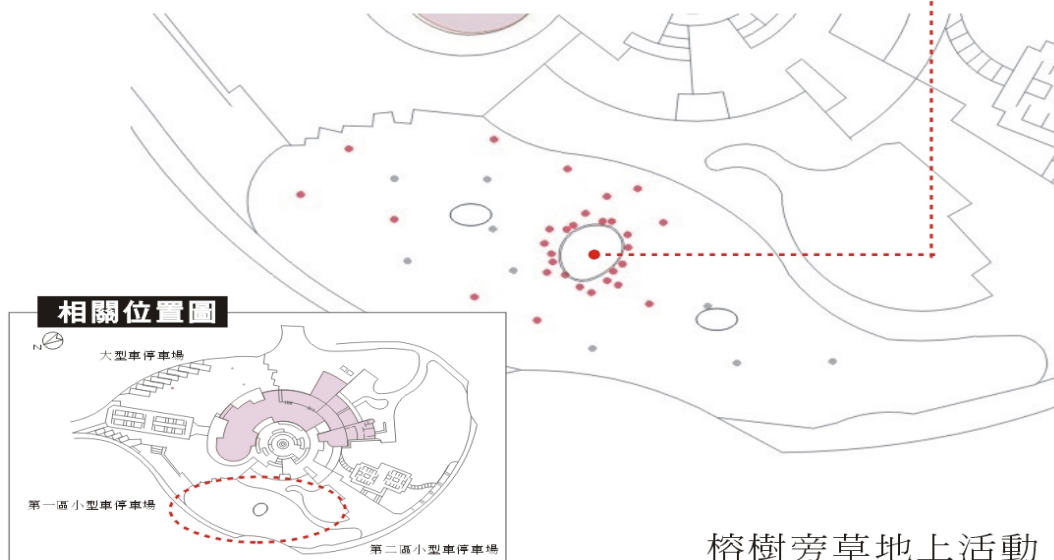 相關位置圖
N
大型車停車場
第一區小型車停車場
第二區小型車停車場
榕樹旁草地上活動